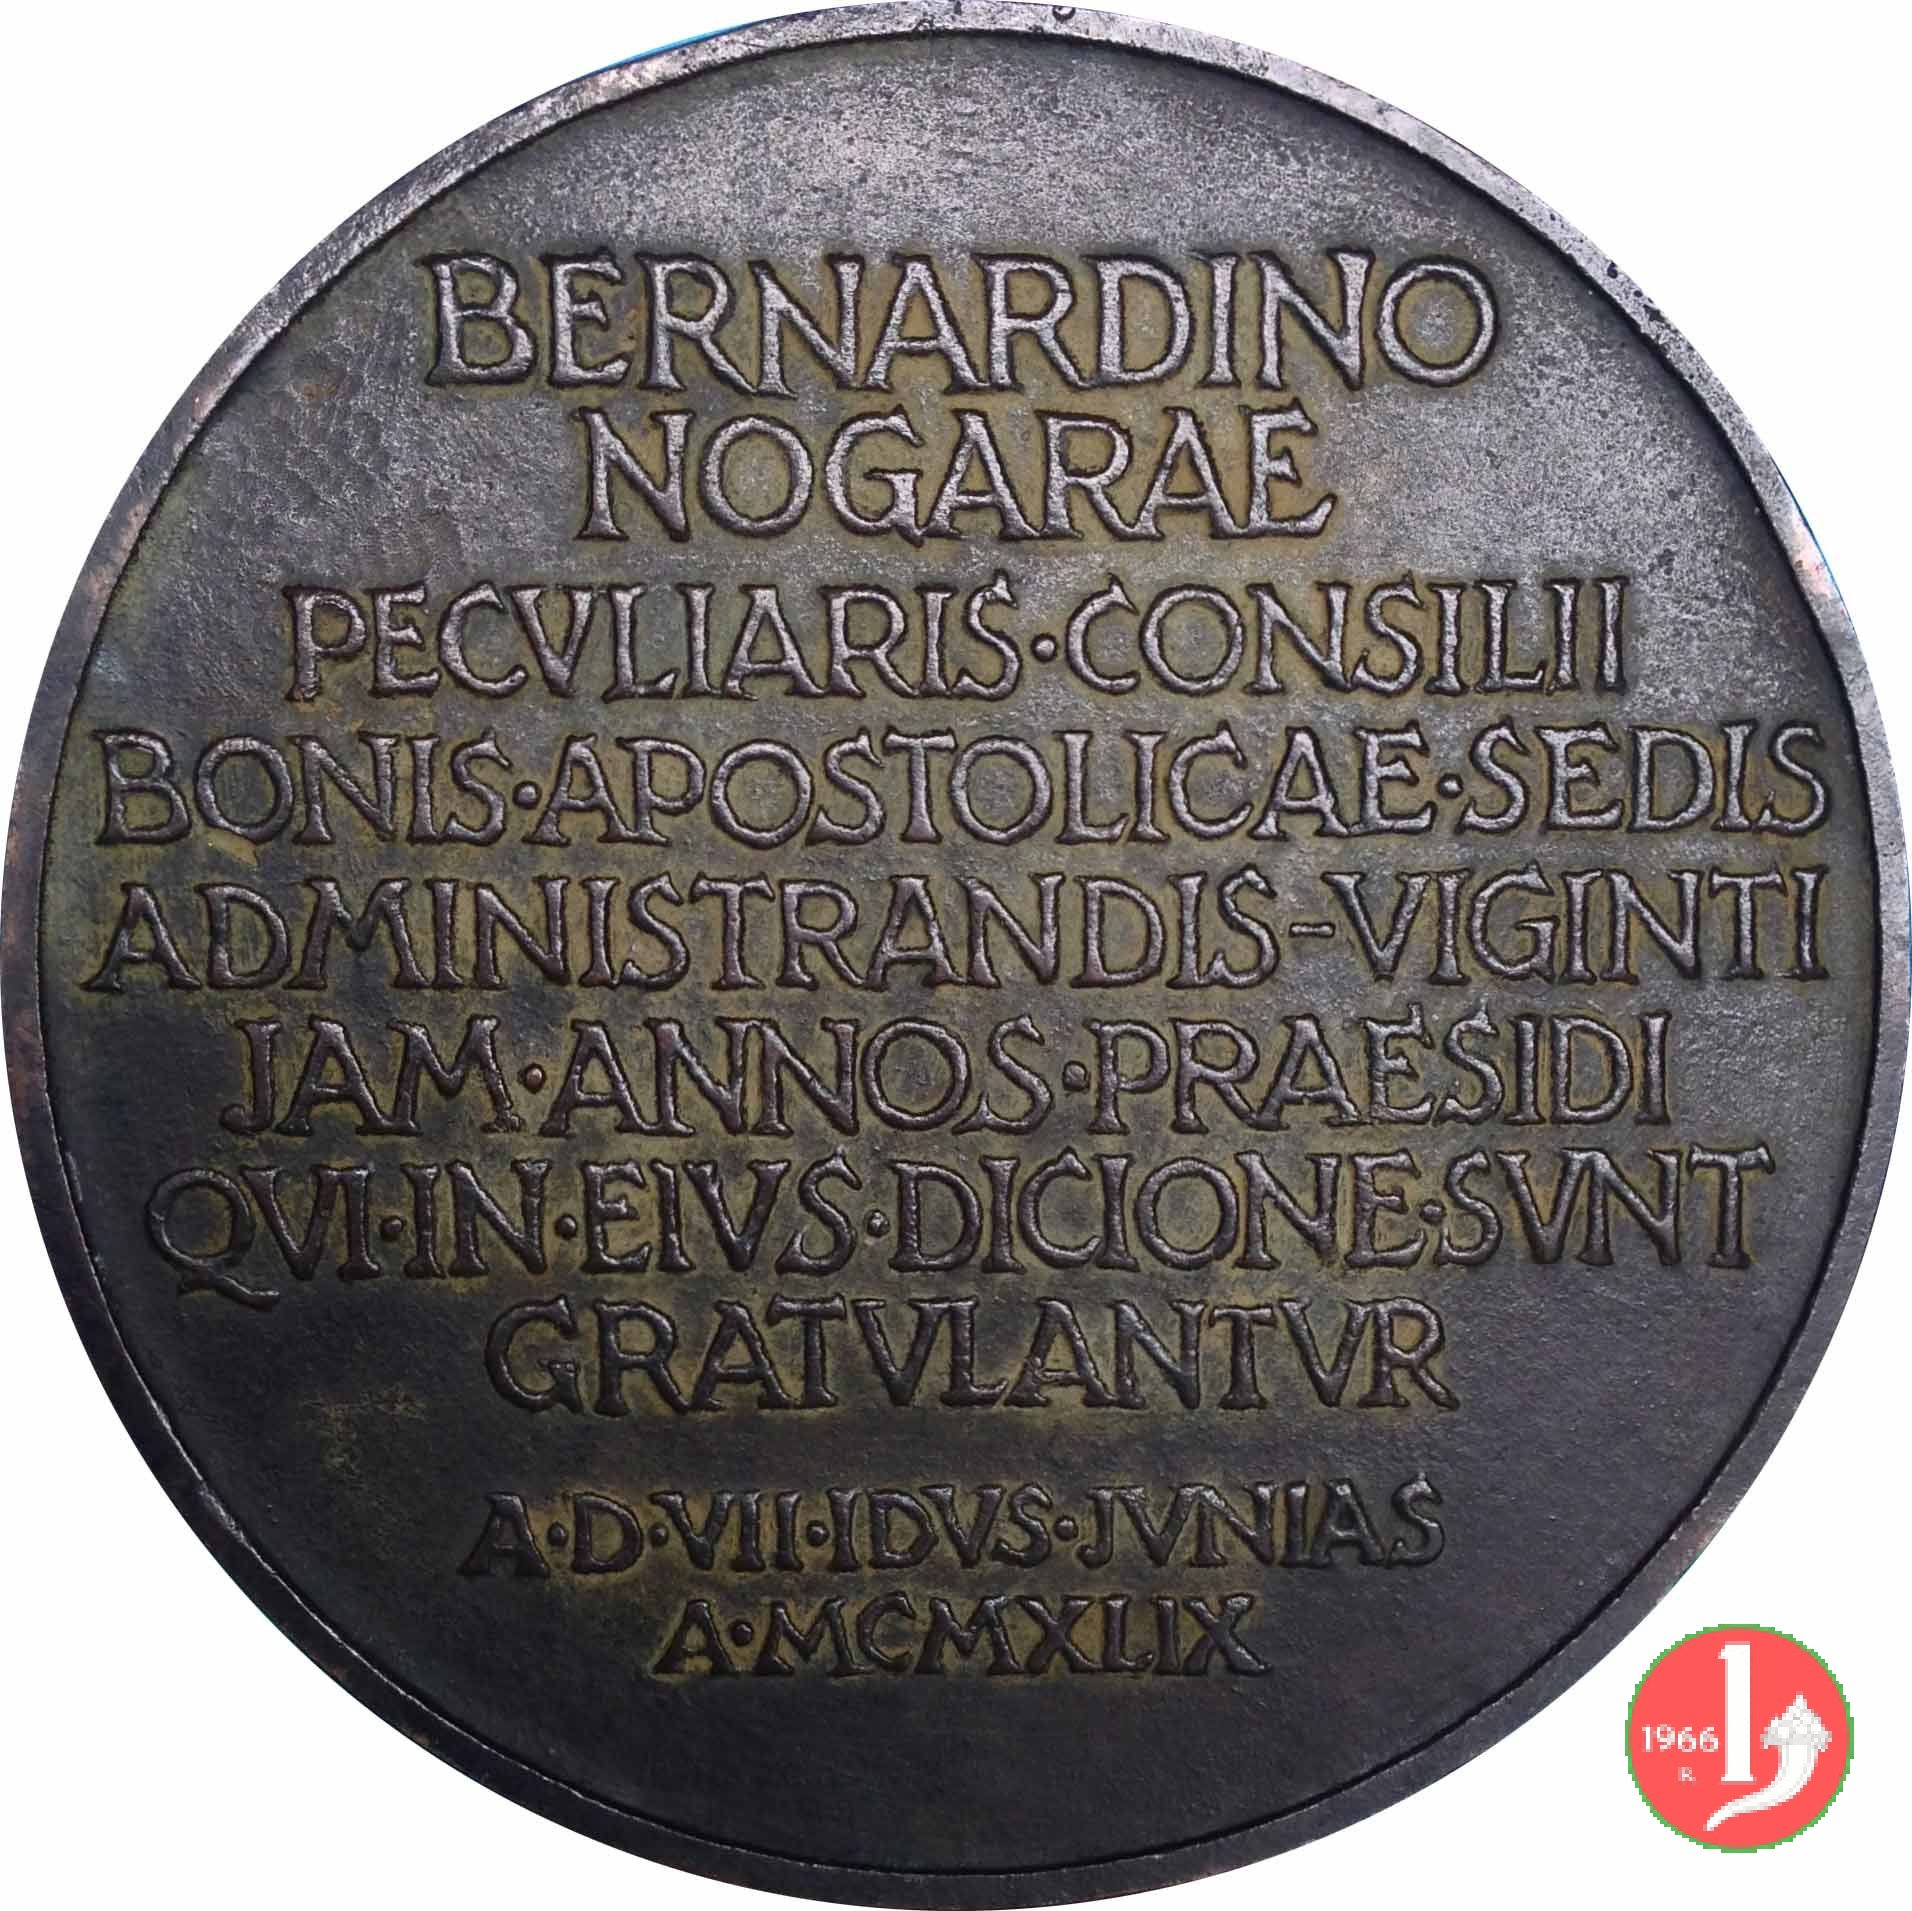 BERNARDINO
NOGARAE
PECVLIARIS·CONSILII
BONIS·APOSTOLICAE·SEDIS
ADMINISTRANDIS-VIGINTI
JAM·ANNOS·PRAESIDI
QVI·IN·EIVS·DICIONE·SVNT
GRATVLANTVR
A·D·VII·IDVS·JVNIAS
A·MCMXLIX
1966 1
R